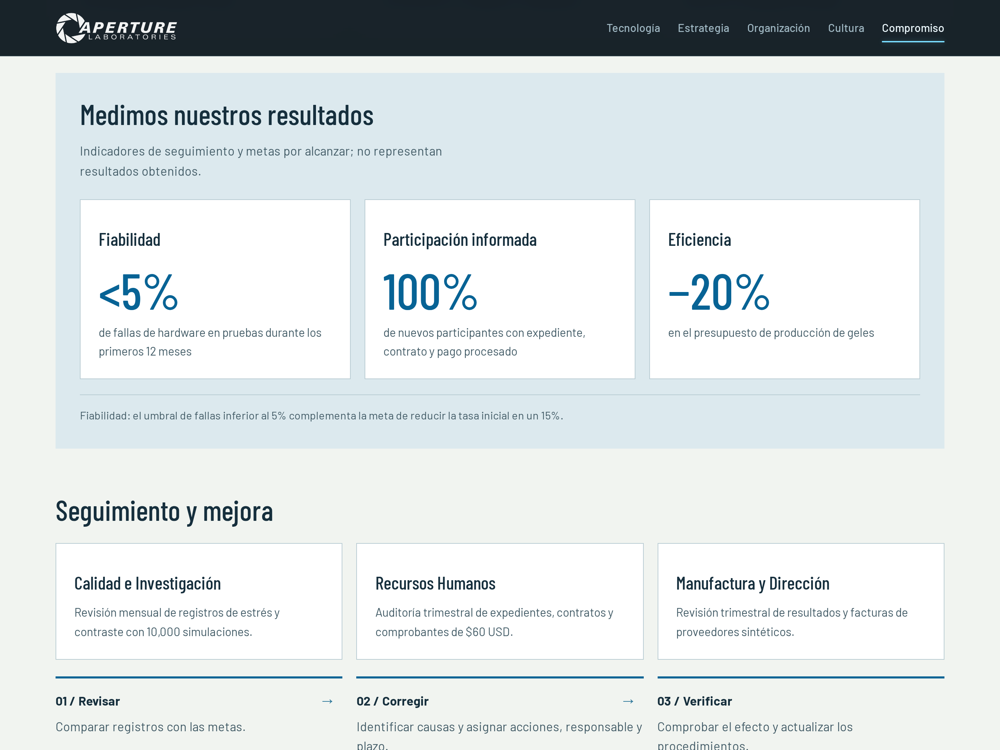 APERTURE
LABORATORIES
Tecnología Estrategia Organización Cultura Compromiso
Medimos nuestros resultados
Indicadores de seguimiento y metas por alcanzar; no representan
resultados obtenidos.
Fiabilidad
<5%
de fallas de hardware en pruebas durante los
primeros 12 meses
Participación informada
100%
de nuevos participantes con expediente,
contrato y pago procesado
Eficiencia
−20%
en el presupuesto de producción de geles
Fiabilidad: el umbral de fallas inferior al 5% complementa la meta de reducir la tasa inicial en un 15%.
Seguimiento y mejora
Calidad e Investigación
Revisión mensual de registros de estrés y
contraste con 10,000 simulaciones.
Recursos Humanos
Auditoría trimestral de expedientes, contratos y
comprobantes de $60 USD.
Manufactura y Dirección
Revisión trimestral de resultados y facturas de
proveedores sintéticos.
01 / Revisar →
Comparar registros con las metas.
02 / Corregir →
Identificar causas y asignar acciones, responsable y
plazo.
03 / Verificar
Comprobar el efecto y actualizar los
procedimientos.